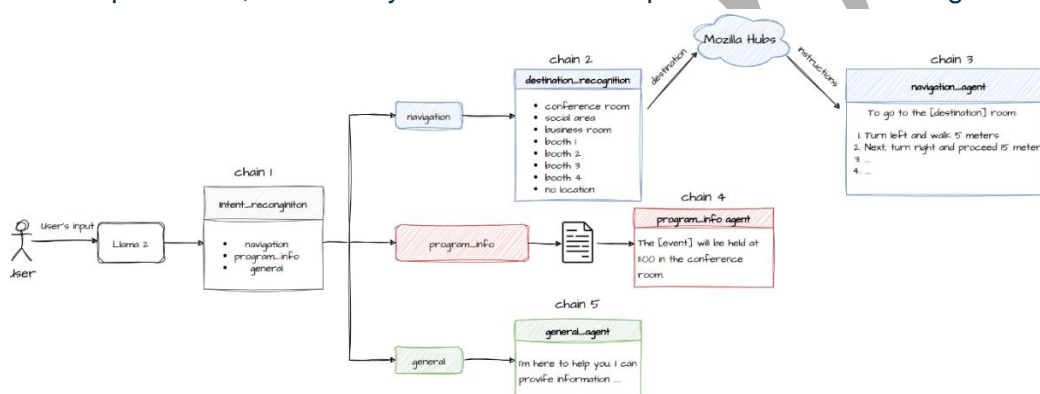 chain 1
User's input
User
Llama 2
Intent_reconginiton
• navigation
• program_info
• general
navigation
program_info
general
chain 2
destination_recognition
• conference room
• social area
• business room
• booth 1
• booth 2
• booth 3
• booth 4
• no location
destination
Mozilla Hubs
instructions
chain 3
navigation_agent
To go to the [destination] room:
1. Turn left and walk 5 meters
2. Next, turn right and proceed 15 meter
3. ...
4. ...
chain 4
program_info agent
The [event] will be held at
11:00 in the conference
room.
chain 5
general_agent
I'm here to help you. I can
provife information ....